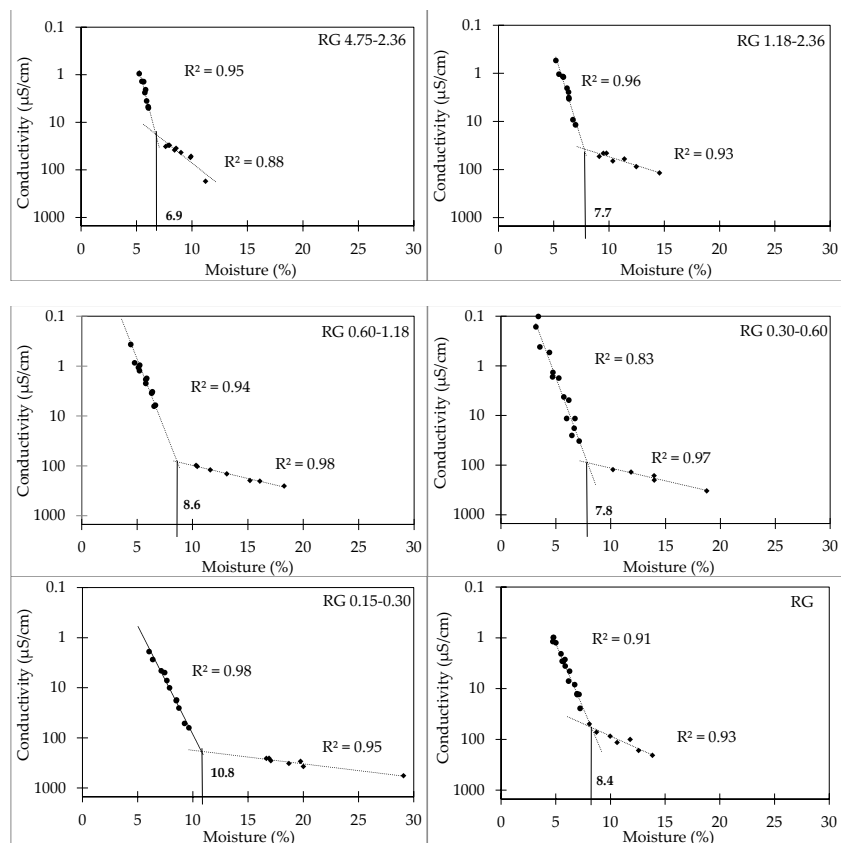 0.1
1
10
100
1000
Conductivity (µS/cm)
RG 4.75-2.36
R² = 0.95
R² = 0.88
6.9
0 5 10 15 20 25 30
Moisture (%)
0.1
1
10
100
1000
Conductivity (µS/cm)
RG 1.18-2.36
R² = 0.96
R² = 0.93
7.7
0 5 10 15 20 25 30 36
Moisture (%)
0.1
1
10
100
1000
Conductivity (µS/cm)
RG 0.60-1.18
R² = 0.94
R² = 0.98
8.6
0 5 10 15 20 25 30
Moisture (%)
0.1
1
10
100
1000
Conductivity (µS/cm)
RG 0.30-0.60
R² = 0.83
R² = 0.97
7.8
0 5 10 15 20 25 30
Moisture (%)
0.1
1
10
100
1000
Conductivity (µS/cm)
RG 0.15-0.30
R² = 0.98
R² = 0.95
10.8
0 5 10 15 20 25 30
Moisture (%)
0.1
1
10
100
1000
Conductivity (µS/cm)
RG
R² = 0.91
R² = 0.93
8.4
0 5 10 15 20 25 30
Moisture (%)